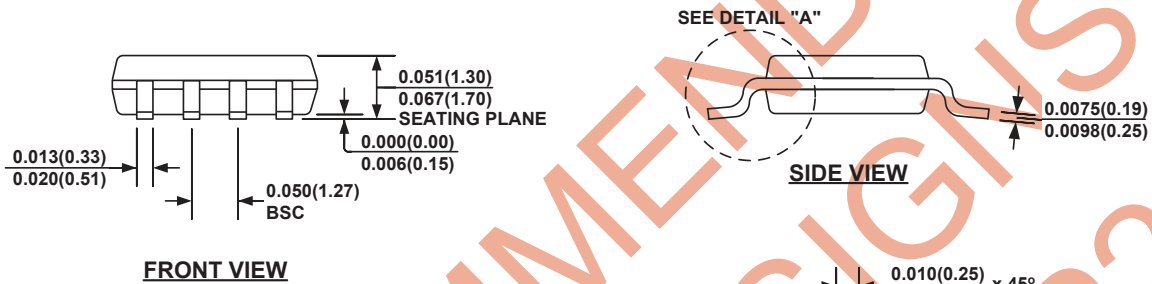 SEE DETAIL "A"
0.051(1.30)
0.067(1.70)
SEATING PLANE
0.000(0.00)
0.006(0.15)
0.013(0.33)
0.020(0.51)
0.050(1.27)
BSC
FRONT VIEW
0.0075(0.19)
0.0098(0.25)
SIDE VIEW
0.010(0.25)
x 45°